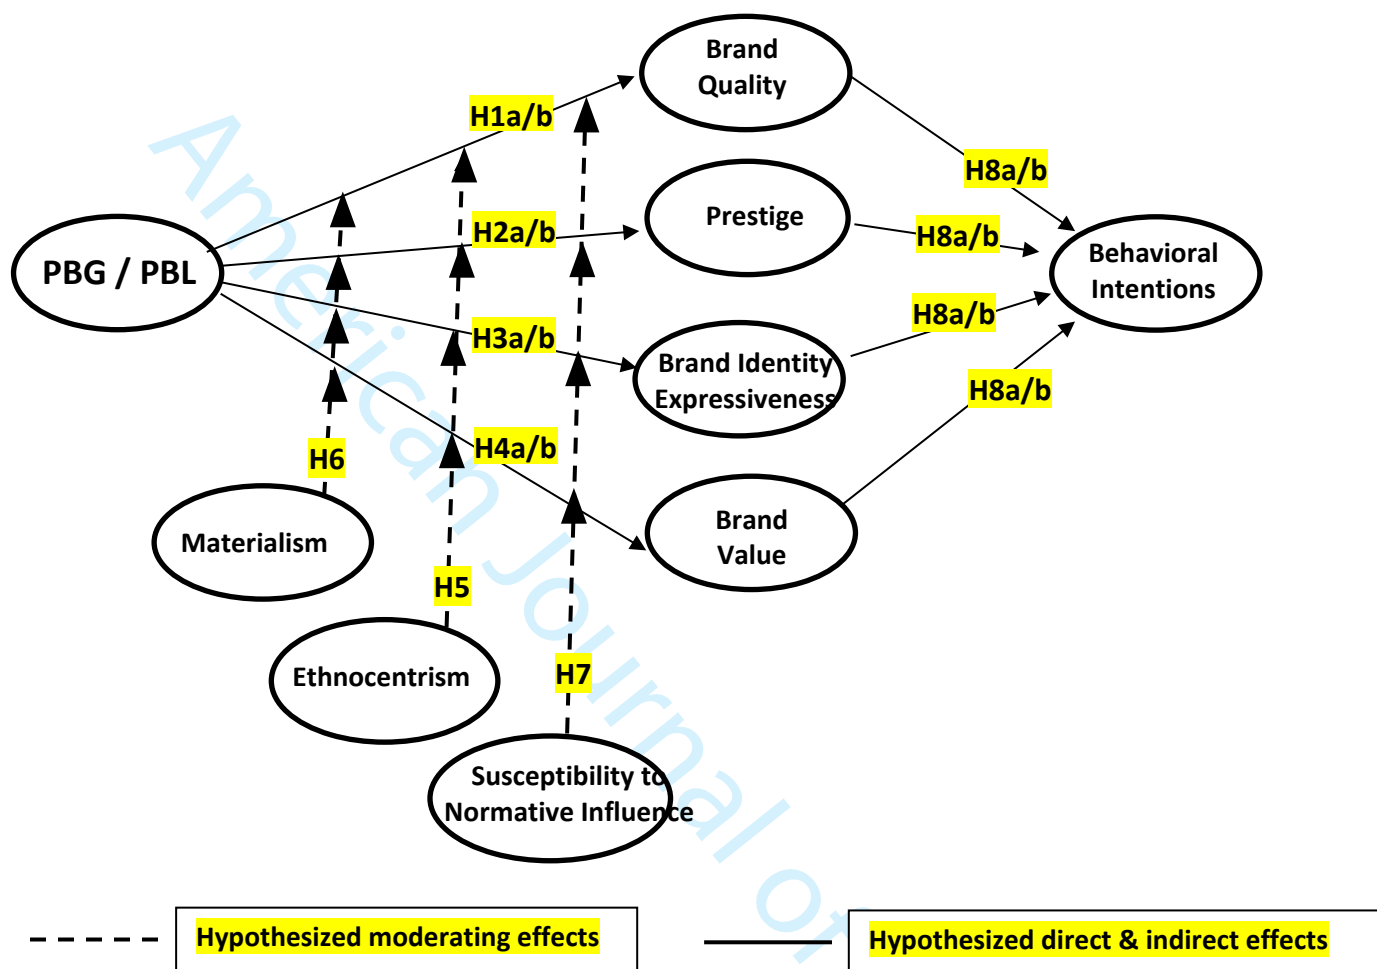 Brand
Quality
H1a/b
H8a/b
Prestige
H2a/b
H8a/b
PBG / PBL
Behavioral
Intentions
H3a/b
H8a/b
Brand Identity
Expressiveness
H8a/b
H4a/b
H6
Brand
Value
Materialism
H5
Ethnocentrism
H7
Susceptibility to
Normative Influence
American Journal of
Hypothesized moderating effects
Hypothesized direct & indirect effects